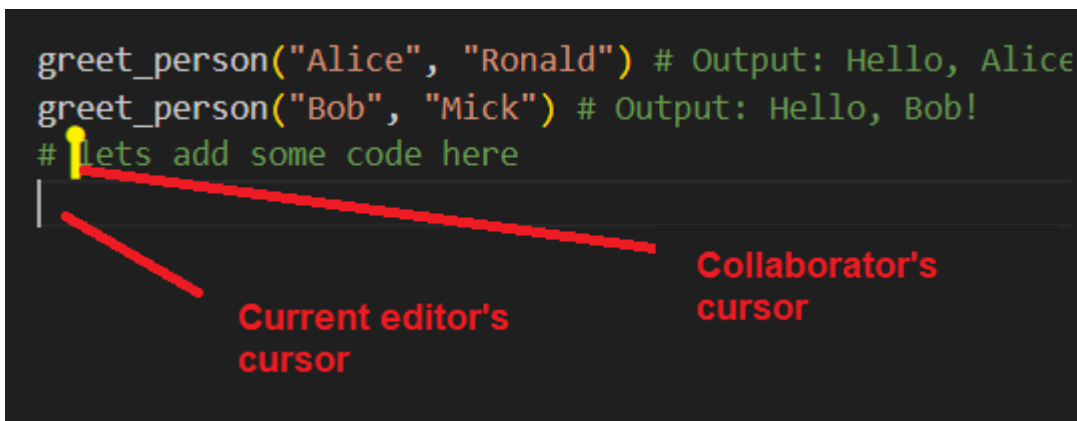 greet_person("Alice", "Ronald") # Output: Hello, Alice
greet_person("Bob", "Mick") # Output: Hello, Bob!
# lets add some code here
Collaborator's
cursor
Current editor's
cursor